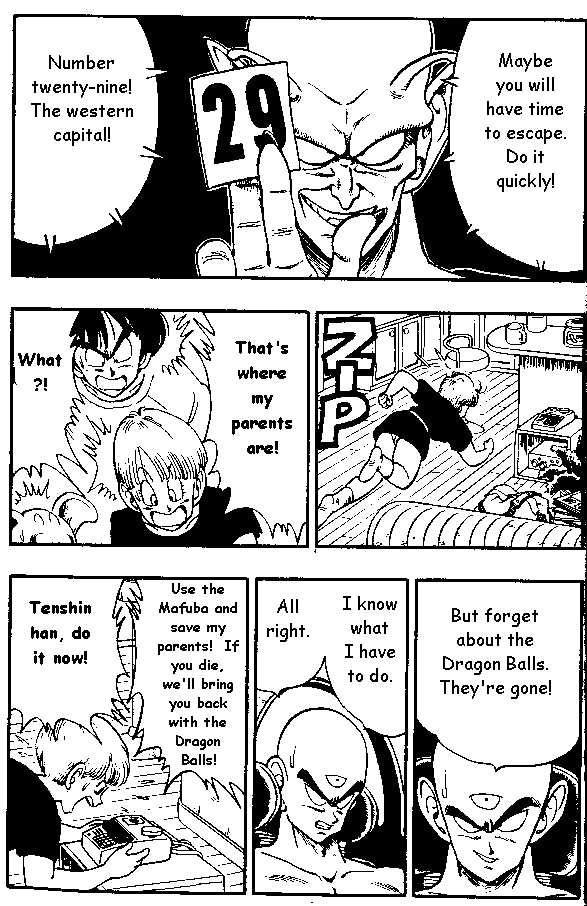 Number
twenty-nine!
The western
capital!
29
Maybe
you will
have time
to escape.
Do it
quickly!
What
?!
That's
where
my
parents
are!
ZIP
Tenshin
han, do
it now!
Use the
Mafuba and
save my
parents! If
you die,
we'll bring
you back
with the
Dragon
Balls!
All
right.
I know
what
I have
to do.
But forget
about the
Dragon Balls.
They're gone!